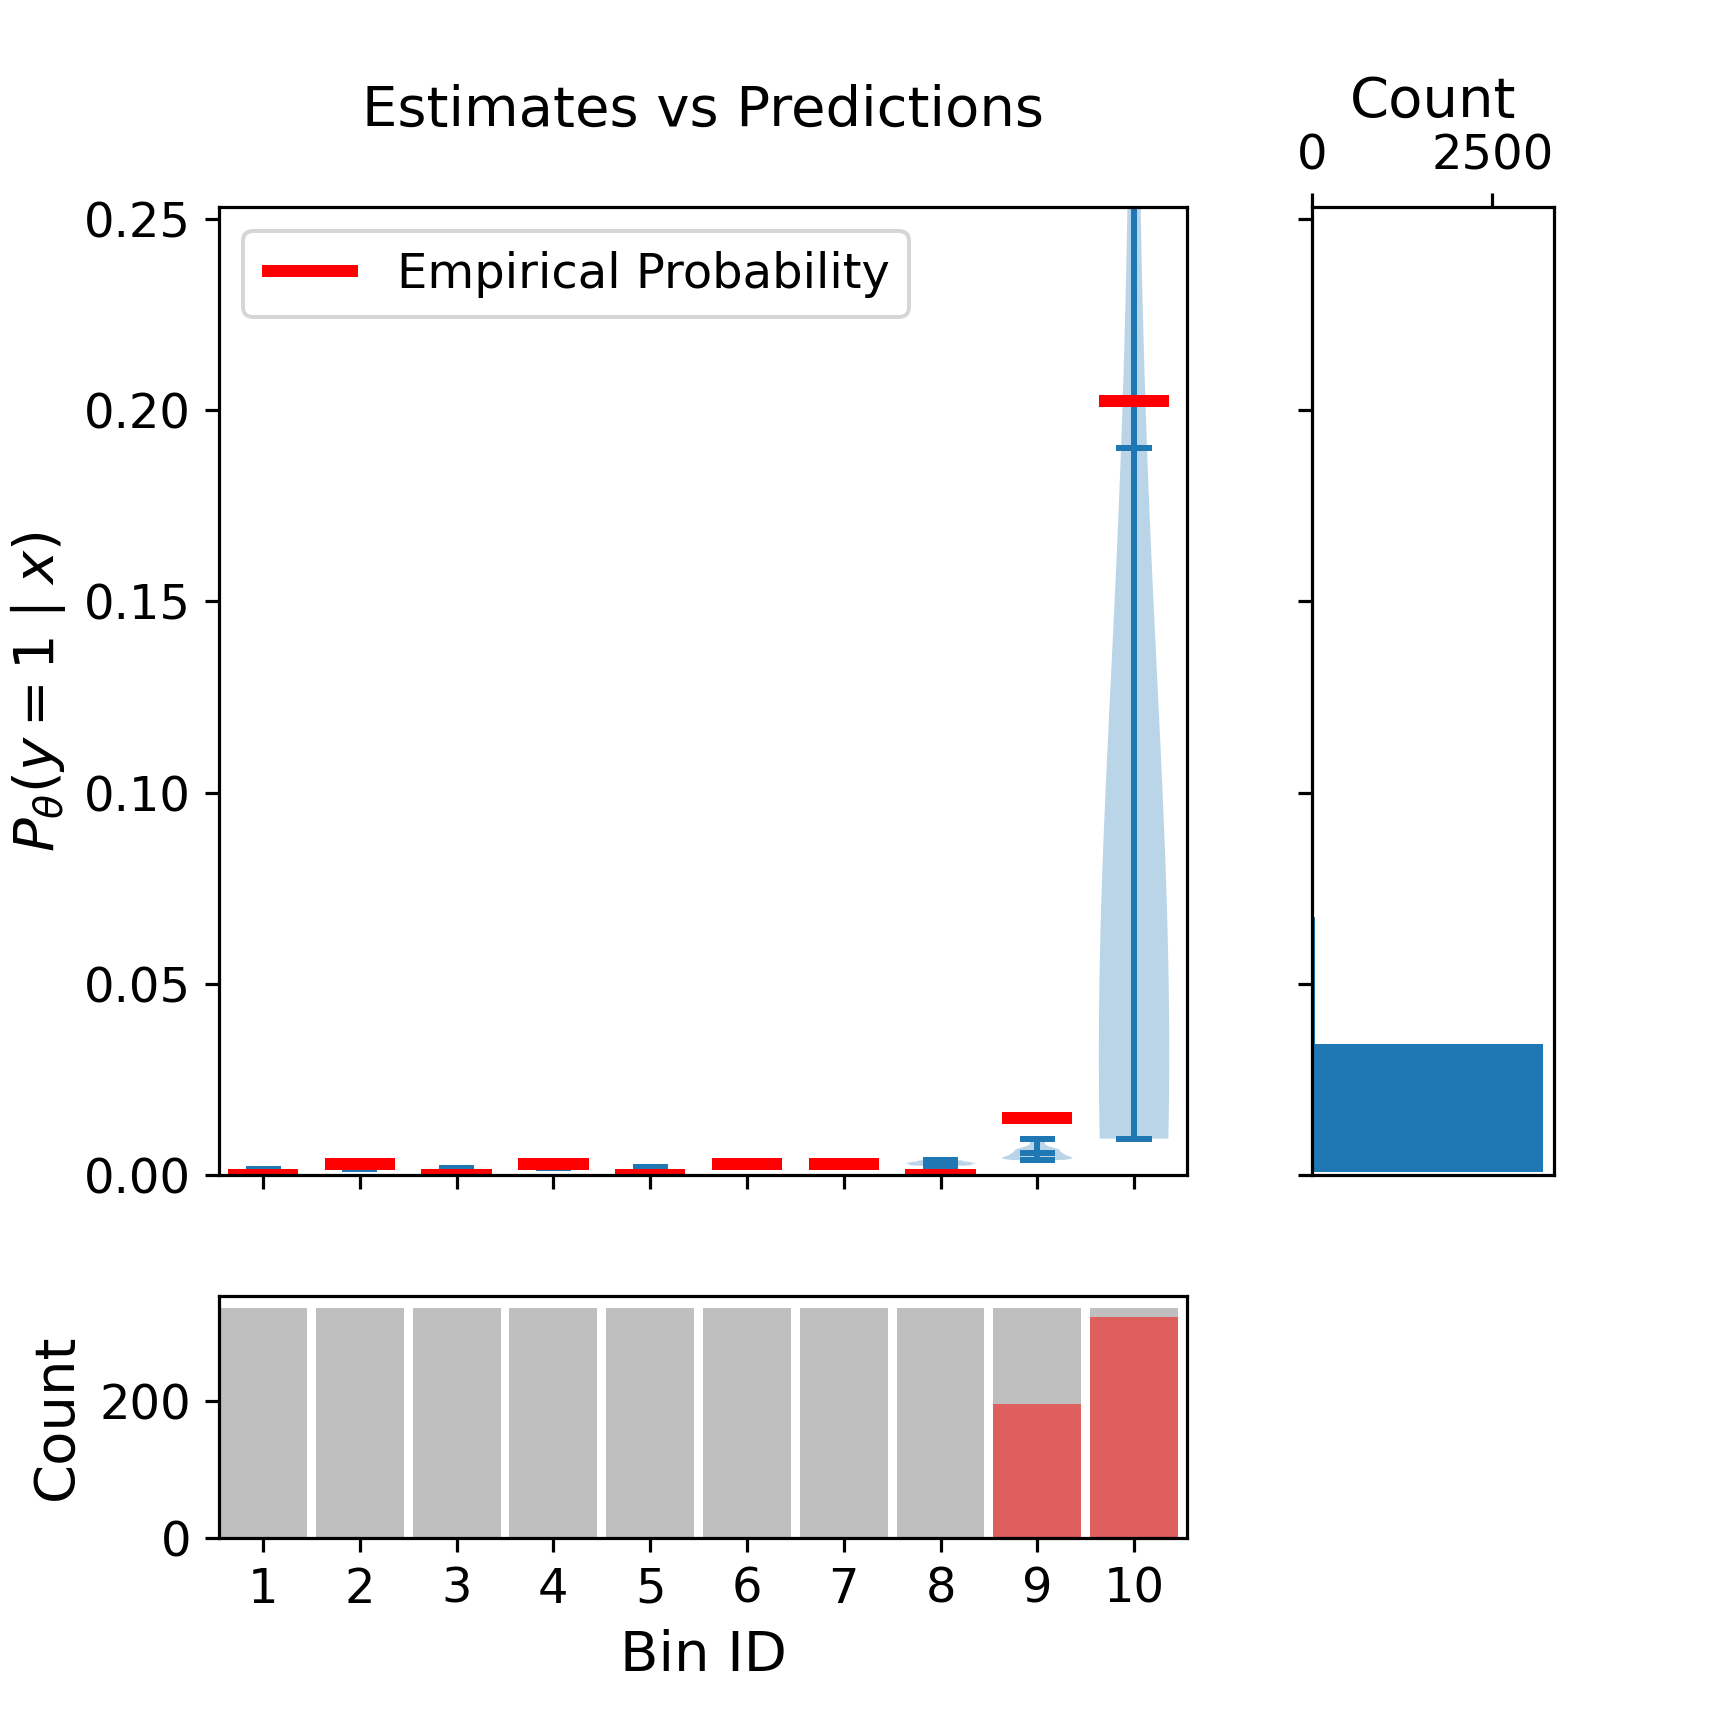 Estimates vs Predictions
Count
0 2500
0.25
0.20
0.15
0.10
0.05
0.00
Empirical Probability
P_θ(y = 1 | x)
Count
200
0
1 2 3 4 5 6 7 8 9 10
Bin ID